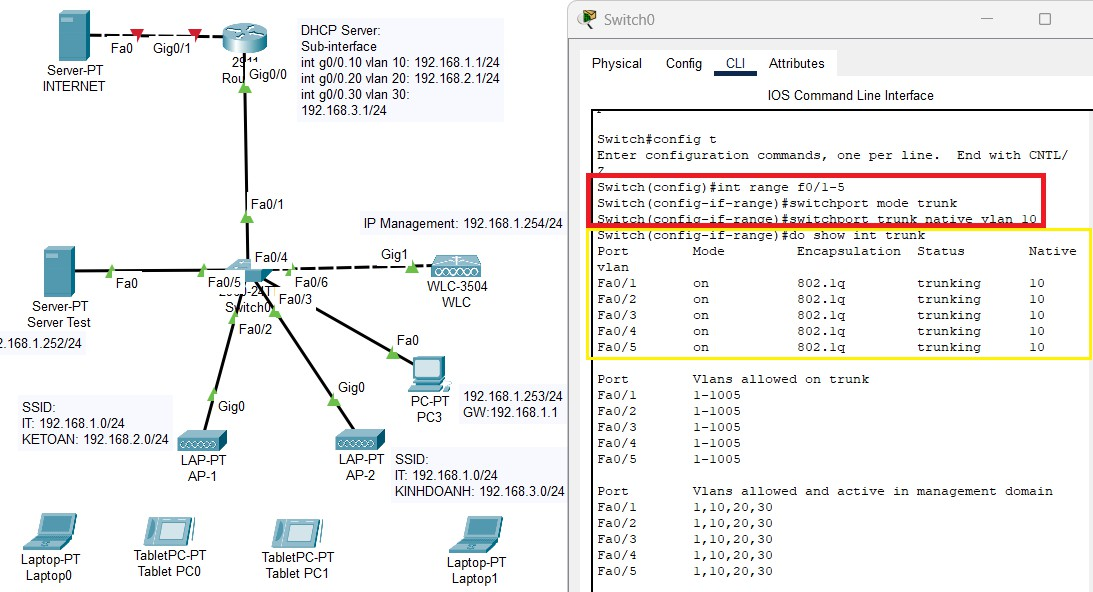 Fa0
Gig0/1
Server-PT
INTERNET
Gig0/0
DHCP Server:
Sub-interface
int g0/0.10 vlan 10: 192.168.1.1/24
int g0/0.20 vlan 20: 192.168.2.1/24
int g0/0.30 vlan 30:
192.168.3.1/24
Fa0/1
IP Management: 192.168.1.254/24
Fa0/4
Gig1
Fa0/5
Fa0/6
Fa0
WLC-3504
WLC
Server-PT
Server Test
Fa0/3
Switch0
Fa0/2
2.168.1.252/24
Fa0
PC-PT
PC3
192.168.1.253/24
GW:192.168.1.1
Gig0
Gig0
SSID:
IT: 192.168.1.0/24
KETOAN: 192.168.2.0/24
LAP-PT
AP-1
LAP-PT
AP-2
SSID:
IT: 192.168.1.0/24
KINHDOANH: 192.168.3.0/24
Laptop-PT
Laptop0
TabletPC-PT
Tablet PC0
TabletPC-PT
Tablet PC1
Laptop-PT
Laptop1
Switch0
Physical Config CLI Attributes
IOS Command Line Interface
Switch#config t
Enter configuration commands, one per line. End with CNTL/
Z.
Switch(config)#int range f0/1-5
Switch(config-if-range)#switchport mode trunk
Switch(config-if-range)#switchport trunk native vlan 10
Switch(config-if-range)#do show int trunk
Port Mode Encapsulation Status Native
vlan
Fa0/1 on 802.1q trunking 10
Fa0/2 on 802.1q trunking 10
Fa0/3 on 802.1q trunking 10
Fa0/4 on 802.1q trunking 10
Fa0/5 on 802.1q trunking 10
Port Vlans allowed on trunk
Fa0/1 1-1005
Fa0/2 1-1005
Fa0/3 1-1005
Fa0/4 1-1005
Fa0/5 1-1005
Port Vlans allowed and active in management domain
Fa0/1 1,10,20,30
Fa0/2 1,10,20,30
Fa0/3 1,10,20,30
Fa0/4 1,10,20,30
Fa0/5 1,10,20,30